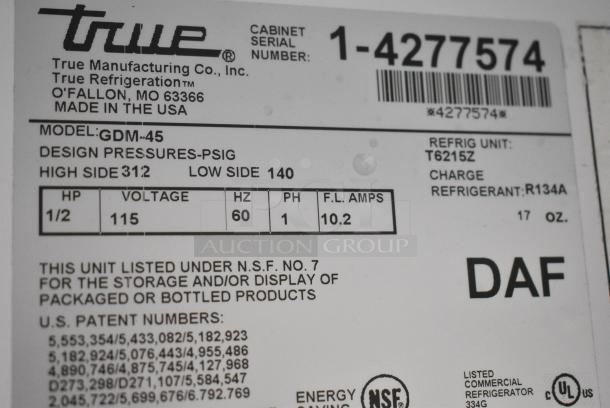 true®
CABINET
SERIAL
NUMBER:
1-4277574
*4277574*
True Manufacturing Co., Inc.
True Refrigeration™
O'FALLON, MO 63366
MADE IN THE USA
MODEL:GDM-45
DESIGN PRESSURES-PSIG
HIGH SIDE 312 LOW SIDE 140
REFRIG UNIT:
T6215Z
CHARGE
REFRIGERANT:R134A
17 OZ.
HP VOLTAGE HZ PH F.L. AMPS
1/2 115 60 1 10.2
PCI
AUCTION GROUP
THIS UNIT LISTED UNDER N.S.F. NO. 7
FOR THE STORAGE AND/OR DISPLAY OF
PACKAGED OR BOTTLED PRODUCTS
DAF
U.S. PATENT NUMBERS:
5,553,354/5,433,082/5,182,923
5,182,924/5,076,443/4,955,486
4,890,746/4,875,745/4,127,968
D273,298/D271,107/5,584,547
2,045,722/5,699,676/6.792.769
ENERGY
SAVING
NSF
LISTED
COMMERCIAL
REFRIGERATOR
334G
C UL US